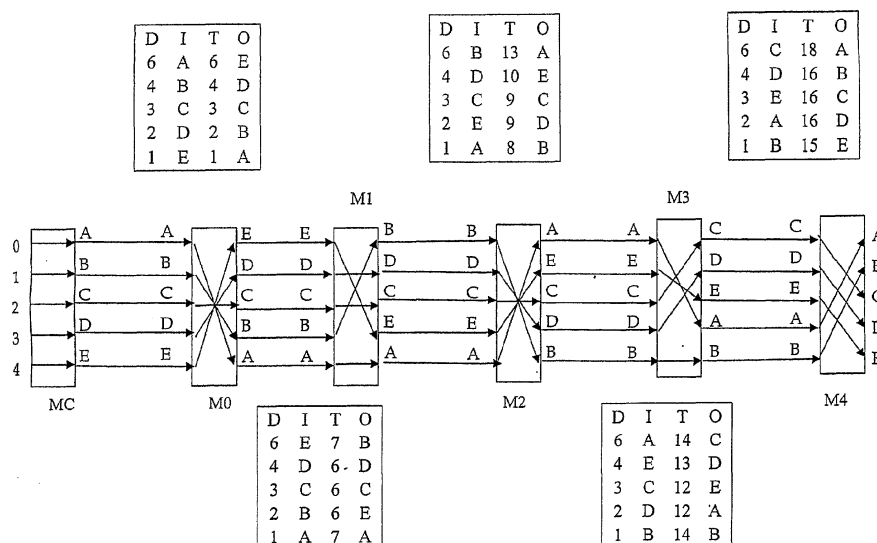 D I T O
6 A 6 E
4 B 4 D
3 C 3 C
2 D 2 B
1 E 1 A
D I T O
6 B 13 A
4 D 10 E
3 C 9 C
2 E 9 D
1 A 8 B
D I T O
6 C 18 A
4 D 16 B
3 E 16 C
2 A 16 D
1 B 15 E
M1 M3
0 A A E E B B A A C C A
1 B B D D D D E E D D B
2 C C C C C C C C E E C
3 D D B B E E D D A A D
4 E E A A A A B B B B E
MC M0 M2 M4
D I T O
6 E 7 B
4 D 6 D
3 C 6 C
2 B 6 E
1 A 7 A
D I T O
6 A 14 C
4 E 13 D
3 C 12 E
2 D 12 A
1 B 14 B